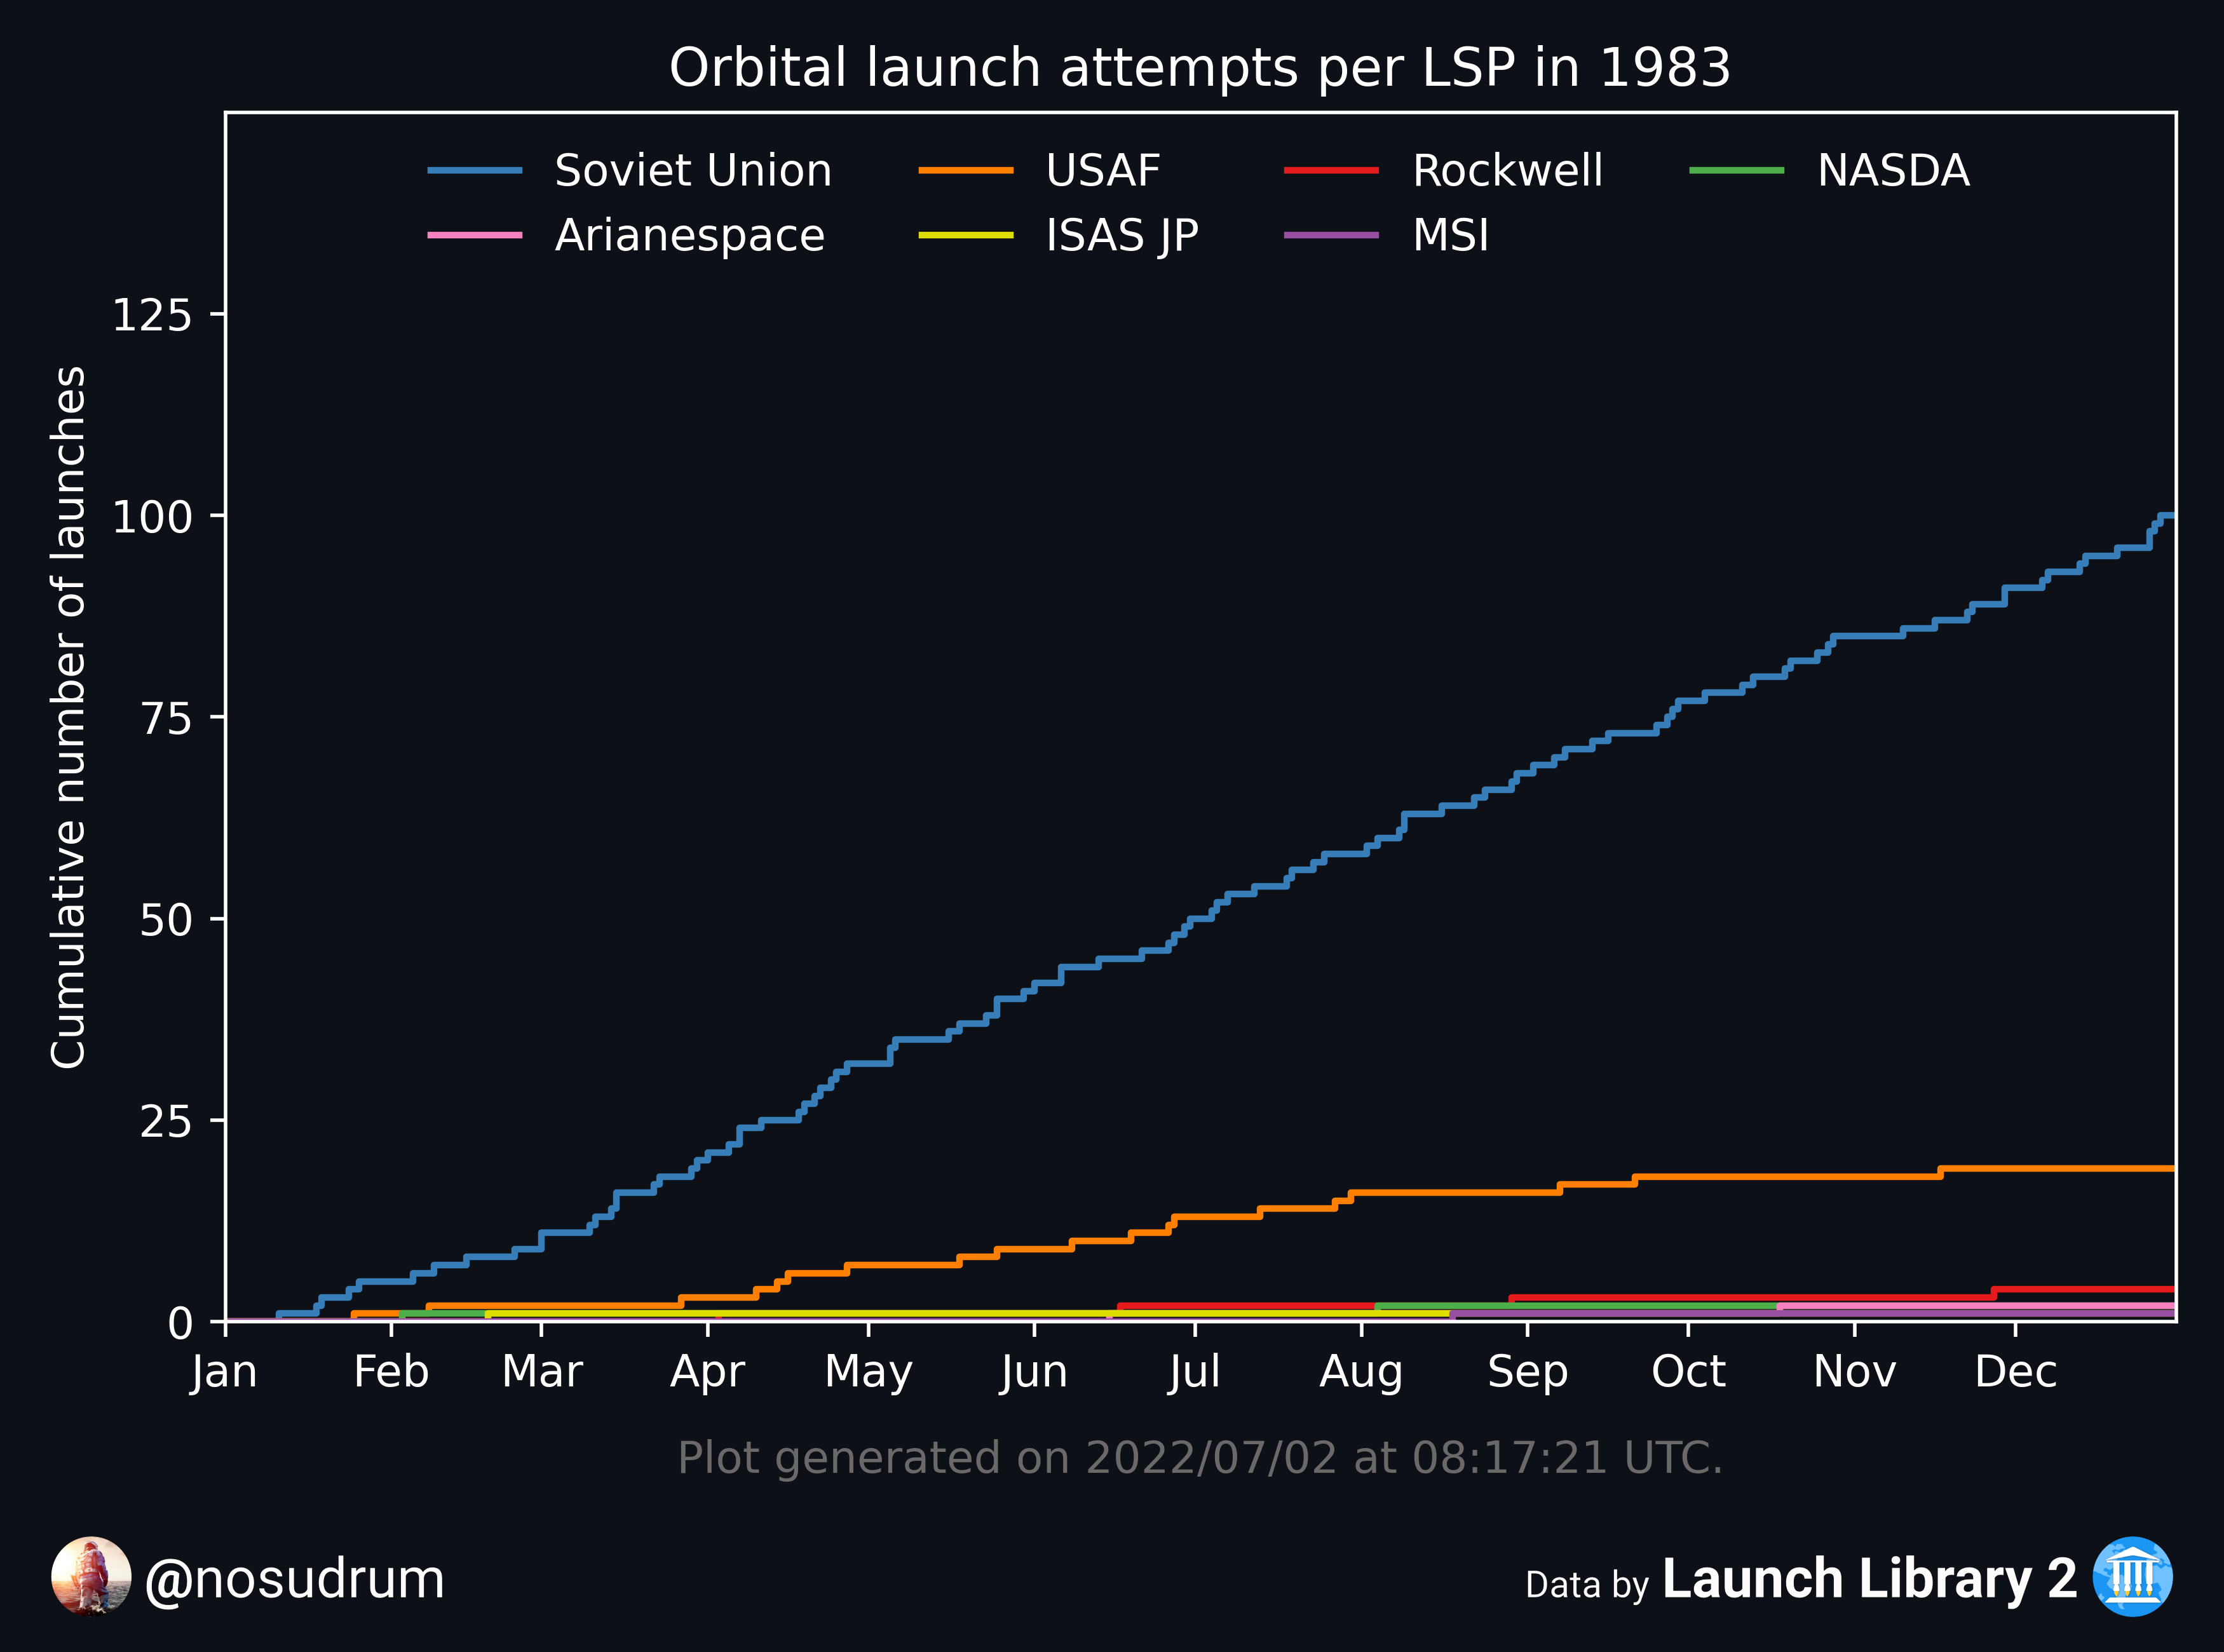 Orbital launch attempts per LSP in 1983
Soviet Union USAF Rockwell NASDA
Arianespace ISAS JP MSI
Cumulative number of launches
125
100
75
50
25
0
Jan Feb Mar Apr May Jun Jul Aug Sep Oct Nov Dec
Plot generated on 2022/07/02 at 08:17:21 UTC.
@nosudrum
Data by Launch Library 2